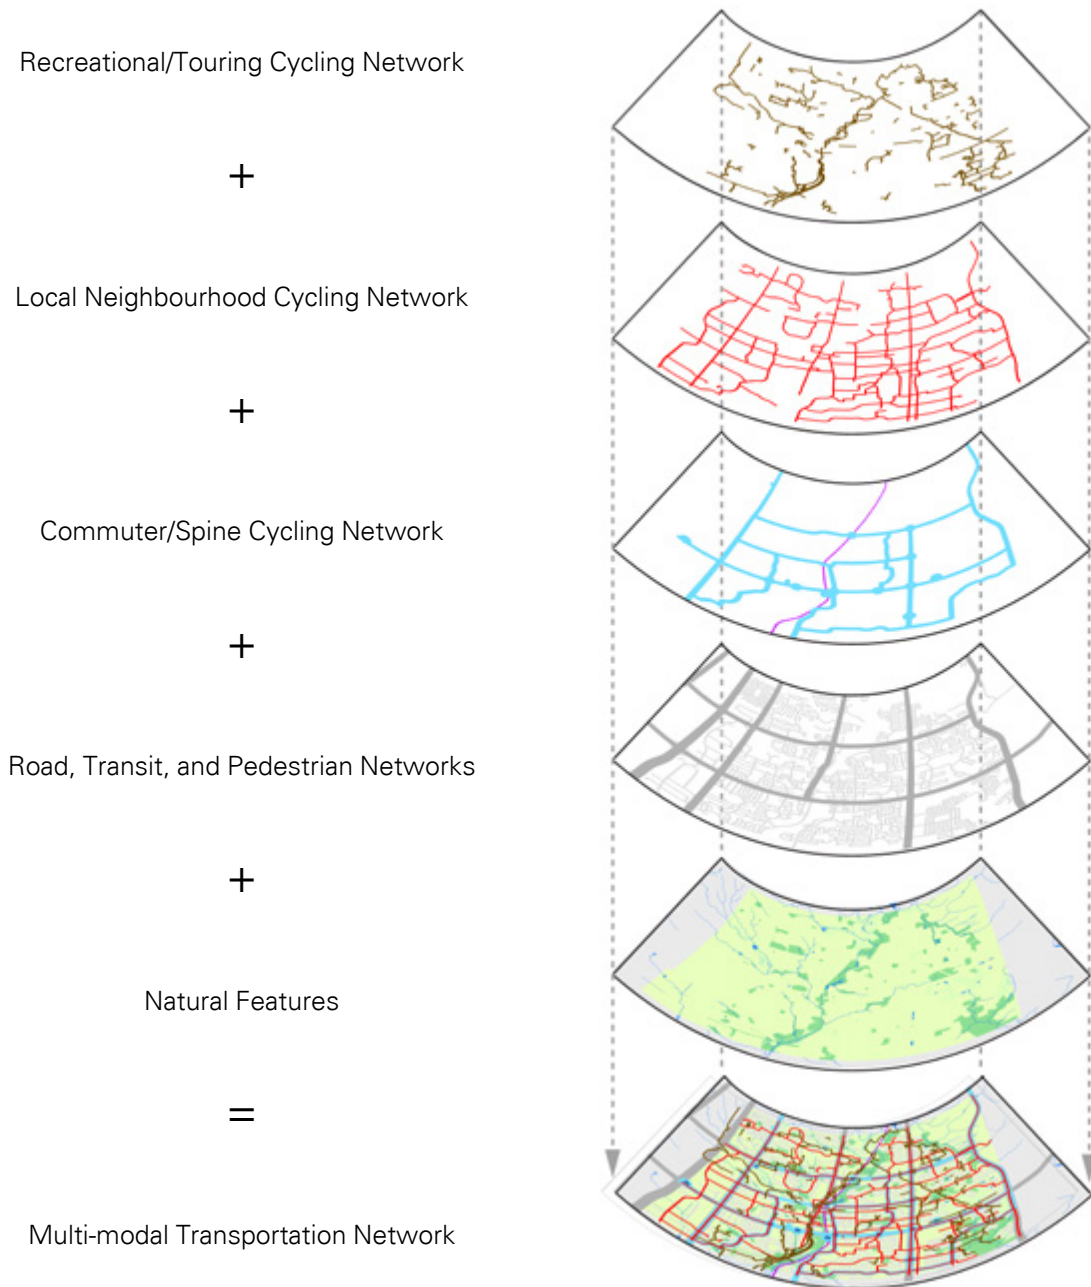 Recreational/Touring Cycling Network
+
Local Neighbourhood Cycling Network
+
Commuter/Spine Cycling Network
+
Road, Transit, and Pedestrian Networks
+
Natural Features
=
Multi-modal Transportation Network